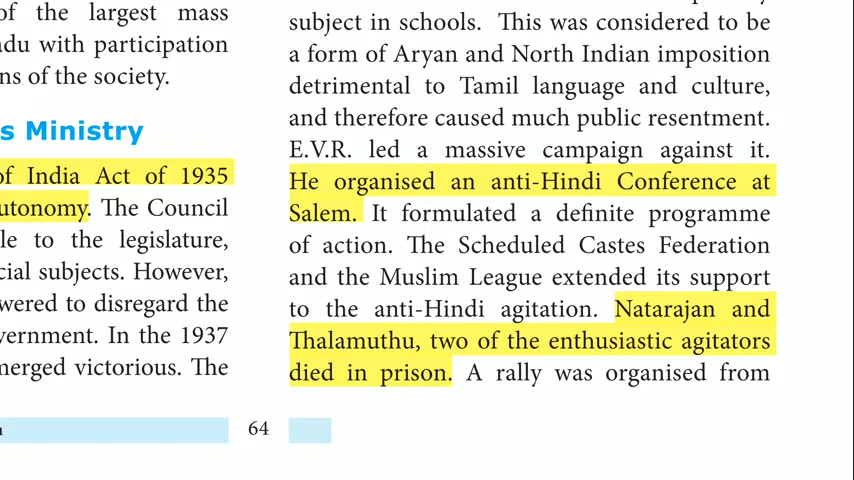 of the largest mass
adu with participation
ns of the society.
s Ministry
of India Act of 1935
utonomy. The Council
le to the legislature,
cial subjects. However,
wered to disregard the
vernment. In the 1937
merged victorious. The
subject in schools. This was considered to be
a form of Aryan and North Indian imposition
detrimental to Tamil language and culture,
and therefore caused much public resentment.
E.V.R. led a massive campaign against it.
He organised an anti-Hindi Conference at
Salem. It formulated a definite programme
of action. The Scheduled Castes Federation
and the Muslim League extended its support
to the anti-Hindi agitation. Natarajan and
Thalamuthu, two of the enthusiastic agitators
died in prison. A rally was organised from
64